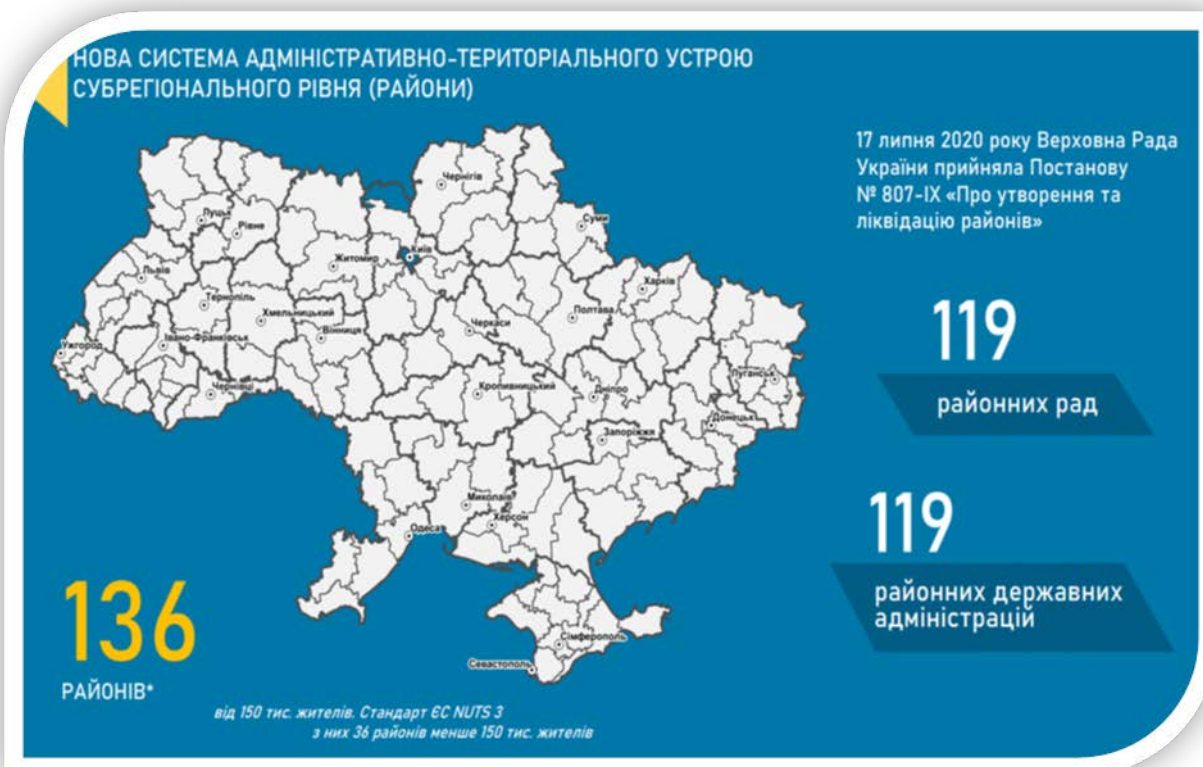 НОВА СИСТЕМА АДМІНІСТРАТИВНО-ТЕРИТОРІАЛЬНОГО УСТРОЮ
СУБРЕГІОНАЛЬНОГО РІВНЯ (РАЙОНИ)
17 липня 2020 року Верховна Рада
України прийняла Постанову
№ 807-IX «Про утворення та
ліквідацію районів»
Чернігів
Луцьк
Рівне
Суми
Київ
Житомир
Львів
Харків
Тернопіль
Хмельницький
Полтава
Черкаси
Вінниця
Івано-Франківськ
Ужгород
Чернівці
Кропивницький
Дніпро
Луганськ
Донецьк
Запоріжжя
Миколаїв
Херсон
Одеса
Сімферополь
Севастополь
119
районних рад
119
районних державних
адміністрацій
136
РАЙОНІВ*
від 150 тис. жителів. Стандарт ЄС NUTS 3
з них 36 районів менше 150 тис. жителів